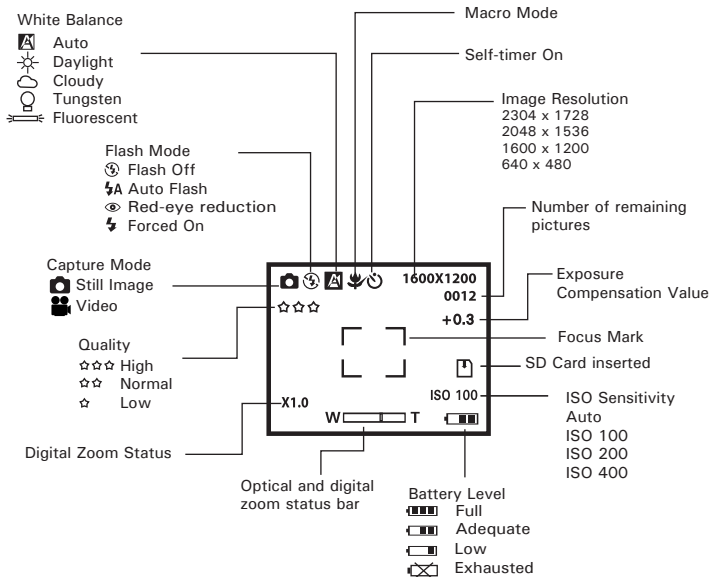 White Balance
Auto
Daylight
Cloudy
Tungsten
Fluorescent
Macro Mode
Self-timer On
Image Resolution
2304 x 1728
2048 x 1536
1600 x 1200
640 x 480
Flash Mode
Flash Off
A Auto Flash
Red-eye reduction
Forced On
Number of remaining
pictures
Capture Mode
Still Image
Video
Exposure
Compensation Value
Quality
High
Normal
Low
Focus Mark
SD Card inserted
ISO Sensitivity
Auto
ISO 100
ISO 200
ISO 400
Digital Zoom Status
Optical and digital
zoom status bar
Battery Level
Full
Adequate
Low
Exhausted
1600X1200
0012
+0.3
ISO 100
X1.0
W T